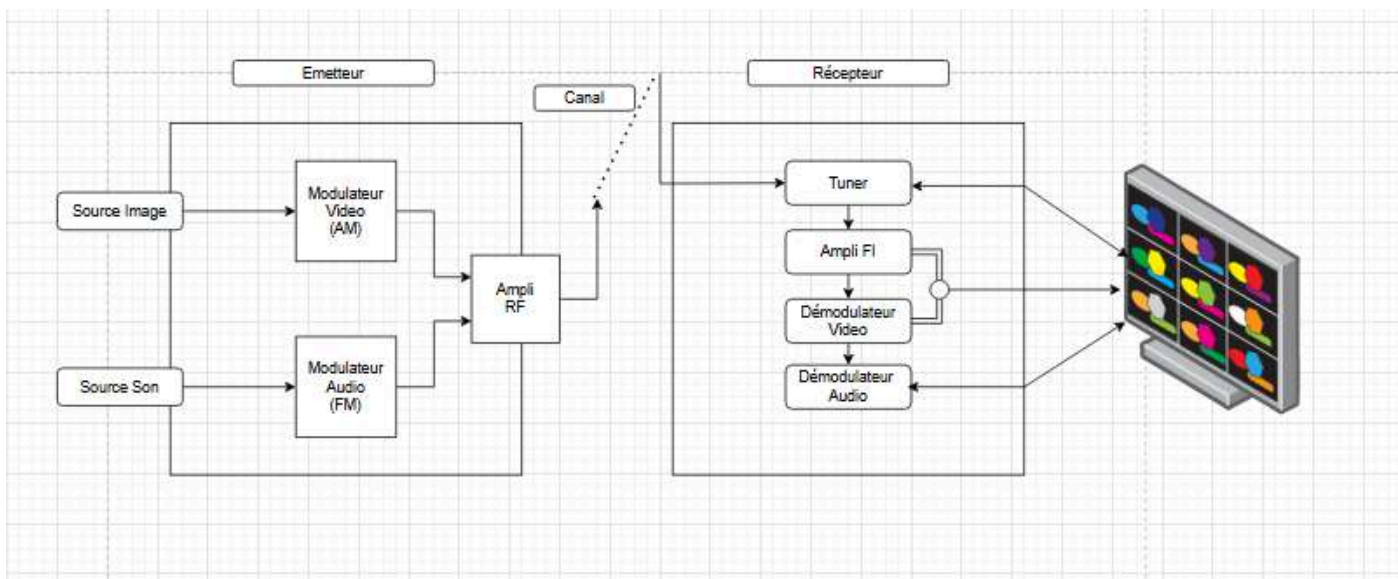 Emetteur
Récepteur
Canal
Source Image
Modulateur
Video
(AM)
Ampli
RF
Source Son
Modulateur
Audio
(FM)
Tuner
Ampli FI
Démodulateur
Video
Démodulateur
Audio